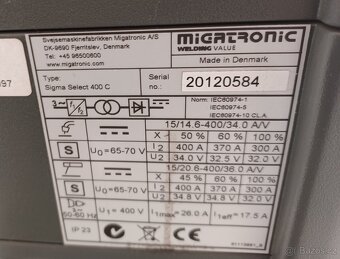 Svejsemaskinefabrikken Migatronic A/S
DK-9690 Fjerritslev, Denmark
Tel./ +45 96500600
www.migatronic.com
MIGATRONIC
WELDING VALUE
Made in Denmark
Type:
Sigma Select 400 C
Serial no.:
20120584
Norm: IEC60974-1
IEC60974-5
IEC60974-10 CL.A
15/14.6-400/34.0 A/V
X 50 % 60 % 100 %
S U0=65-70 V I2 400 A 370 A 300 A
U2 34.0 V 32.5 V 32.0 V
15/20.6-400/36.0 A/V
X 45 % 60 % 100 %
S U0=65-70 V I2 400 A 370 A 300 A
U2 34.8 V 34.8 V 32.0 V
3~ 50-60 Hz U1 = 400 V I1max= 26.0 A I1eff= 17.5 A
IP 23 CE